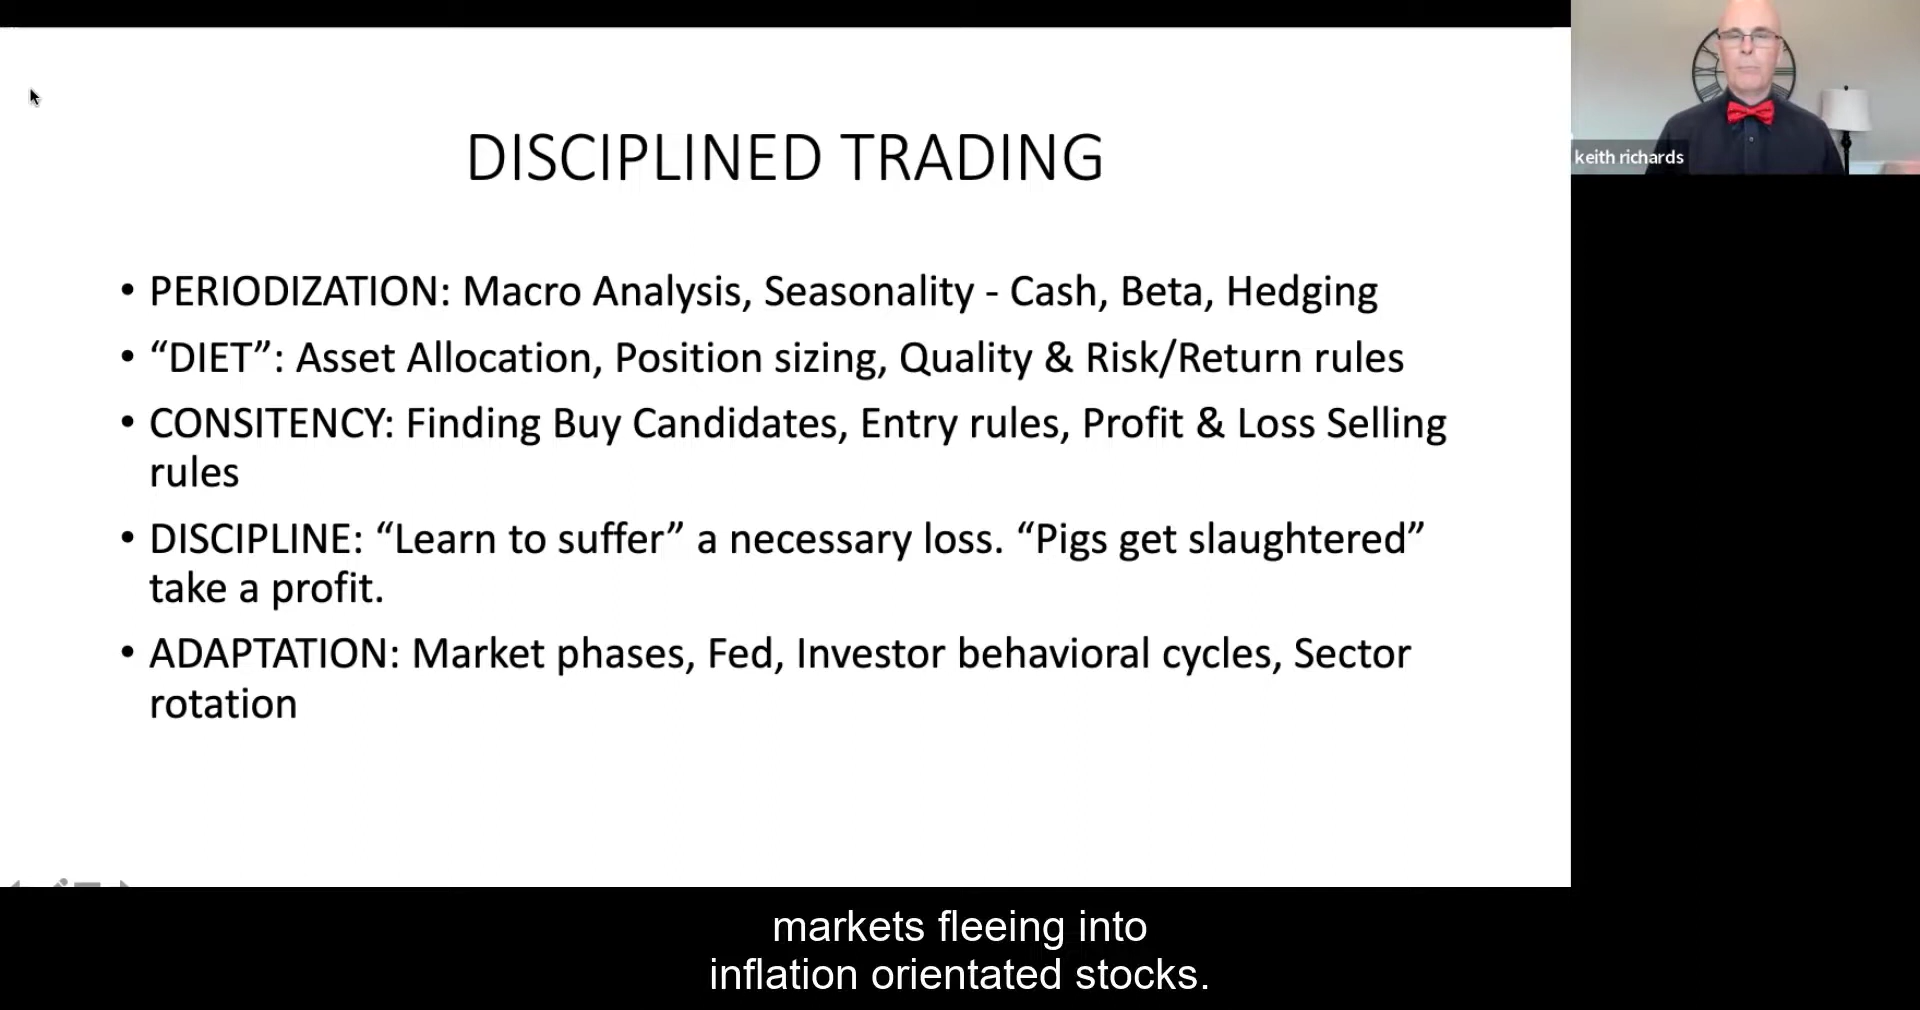 DISCIPLINED TRADING
• PERIODIZATION: Macro Analysis, Seasonality - Cash, Beta, Hedging
• “DIET”: Asset Allocation, Position sizing, Quality & Risk/Return rules
• CONSITENCY: Finding Buy Candidates, Entry rules, Profit & Loss Selling
rules
• DISCIPLINE: “Learn to suffer” a necessary loss. “Pigs get slaughtered”
take a profit.
• ADAPTATION: Market phases, Fed, Investor behavioral cycles, Sector
rotation
keith richards
markets fleeing into
inflation orientated stocks.